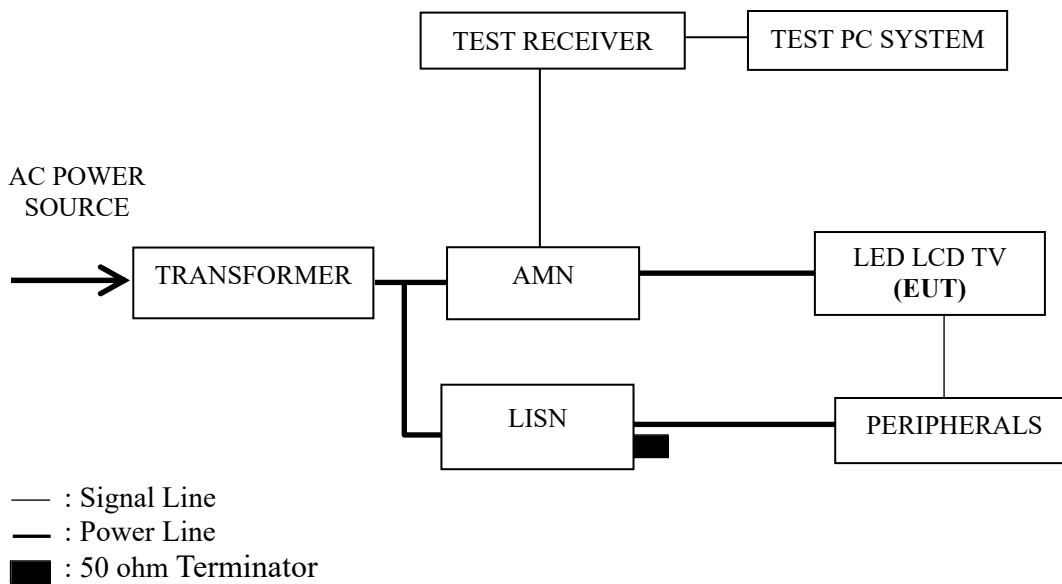 TEST RECEIVER
TEST PC SYSTEM
AC POWER
SOURCE
TRANSFORMER
AMN
LED LCD TV
(EUT)
LISN
PERIPHERALS
: Signal Line
: Power Line
: 50 ohm Terminator